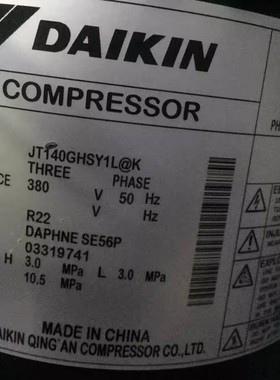 DAIKIN
COMPRESSOR
JT140GHSY1L@K
THREE PHASE
CE 380 V 50 Hz
V
R22
DAPHNE SE56P
03319741
H 3.0 MPa L 3.0 MPa
10.5 MPa
MADE IN CHINA
AIKIN QING'AN COMPRESSOR CO.,LTD.
PH